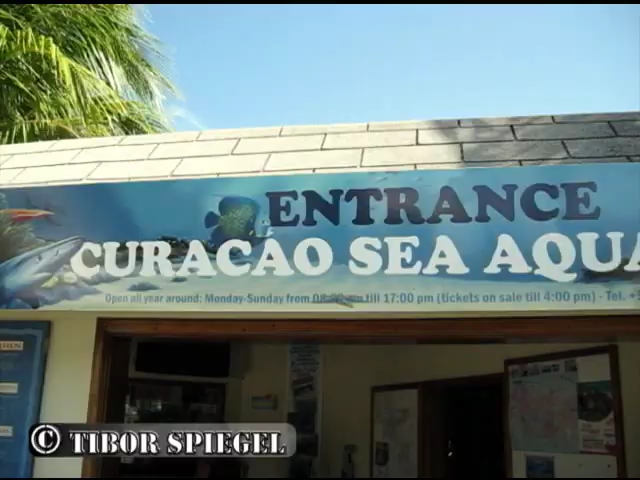 ENTRANCE
CURACAO SEA AQUA
Open all year around: Monday-Sunday from till 17:00 pm (tickets on sale till 4:00 pm) - Tel.
© TIBOR SPIEGEL